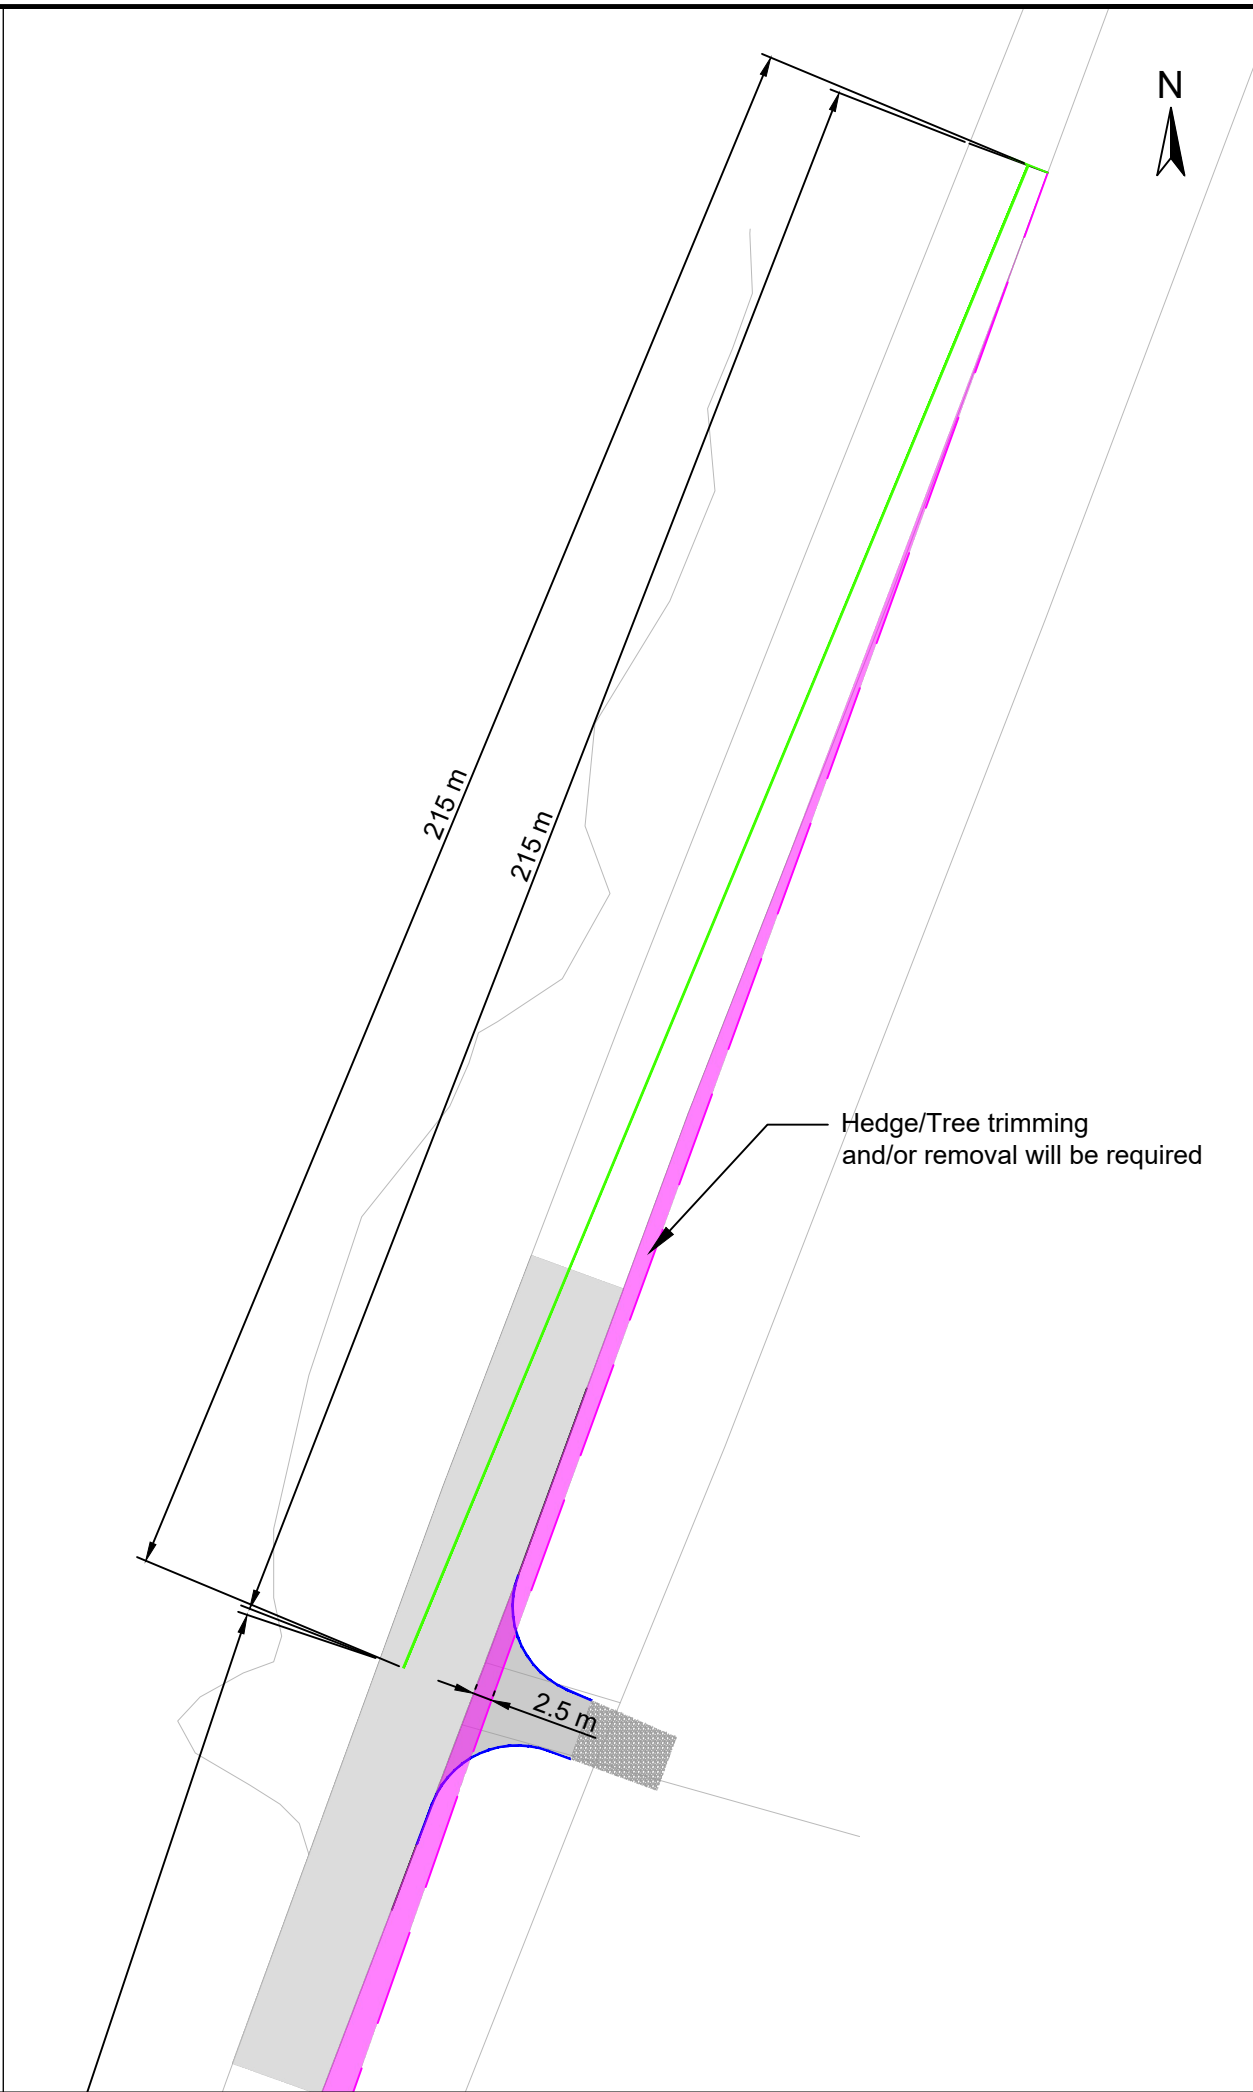 N
215 m
215 m
Hedge/Tree trimming
and/or removal will be required
2.5 m